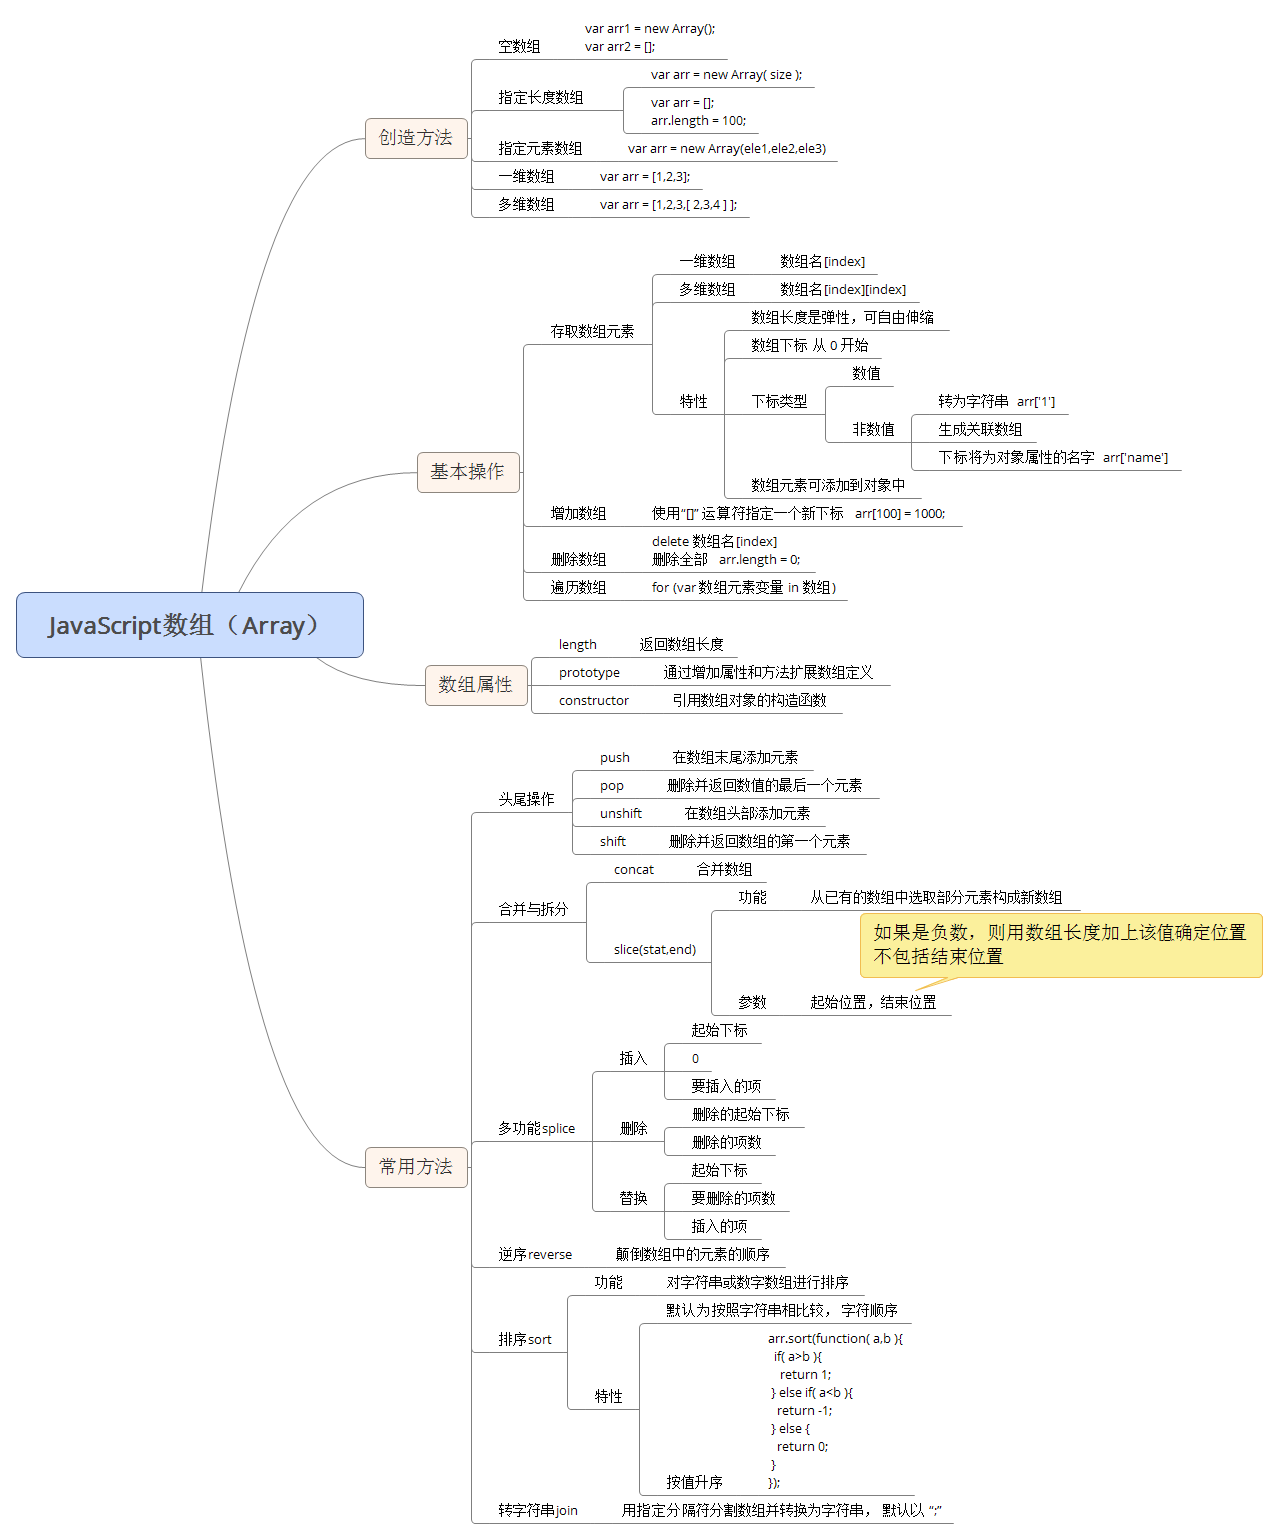 JavaScript数组（Array）
创造方法
空数组
var arr1 = new Array();
var arr2 = [];
指定长度数组
var arr = new Array( size );
var arr = [];
arr.length = 100;
指定元素数组
var arr = new Array(ele1,ele2,ele3)
一维数组
var arr = [1,2,3];
多维数组
var arr = [1,2,3,[ 2,3,4 ] ];
基本操作
存取数组元素
一维数组
数组名[index]
多维数组
数组名[index][index]
特性
数组长度是弹性，可自由伸缩
数组下标 从 0 开始
下标类型
数值
非数值
转为字符串 arr['1']
生成关联数组
下标将为对象属性的名字 arr['name']
数组元素可添加到对象中
增加数组
使用“[]” 运算符指定一个新下标 arr[100] = 1000;
删除数组
delete 数组名[index]
删除全部 arr.length = 0;
遍历数组
for (var 数组元素变量 in 数组)
数组属性
length
返回数组长度
prototype
通过增加属性和方法扩展数组定义
constructor
引用数组对象的构造函数
常用方法
头尾操作
push
在数组末尾添加元素
pop
删除并返回数值的最后一个元素
unshift
在数组头部添加元素
shift
删除并返回数组的第一个元素
合并与拆分
concat
合并数组
slice(stat,end)
功能
从已有的数组中选取部分元素构成新数组
参数
起始位置，结束位置
如果是负数，则用数组长度加上该值确定位置
不包括结束位置
多功能splice
插入
起始下标
0
要插入的项
删除
删除的起始下标
删除的项数
替换
起始下标
要删除的项数
插入的项
逆序reverse
颠倒数组中的元素的顺序
排序sort
功能
对字符串或数字数组进行排序
特性
默认为按照字符串相比较， 字符顺序
按值升序
arr.sort(function( a,b ){
if( a>b ){
return 1;
} else if( a<b ){
return -1;
} else {
return 0;
}
});
转字符串join
用指定分隔符分割数组并转换为字符串， 默认以 “;”